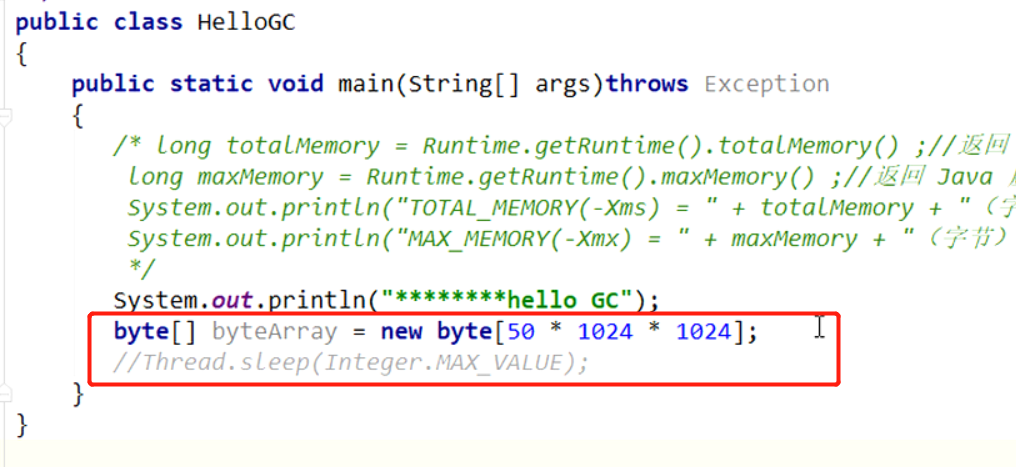 public class HelloGC
{
public static void main(String[] args)throws Exception
{
/* long totalMemory = Runtime.getRuntime().totalMemory() ;//返回
long maxMemory = Runtime.getRuntime().maxMemory() ;//返回 Java
System.out.println("TOTAL_MEMORY(-Xms) = " + totalMemory + "（字
System.out.println("MAX_MEMORY(-Xmx) = " + maxMemory + "（字节）
*/
System.out.println("********hello GC");
byte[] byteArray = new byte[50 * 1024 * 1024];
//Thread.sleep(Integer.MAX_VALUE);
}
}